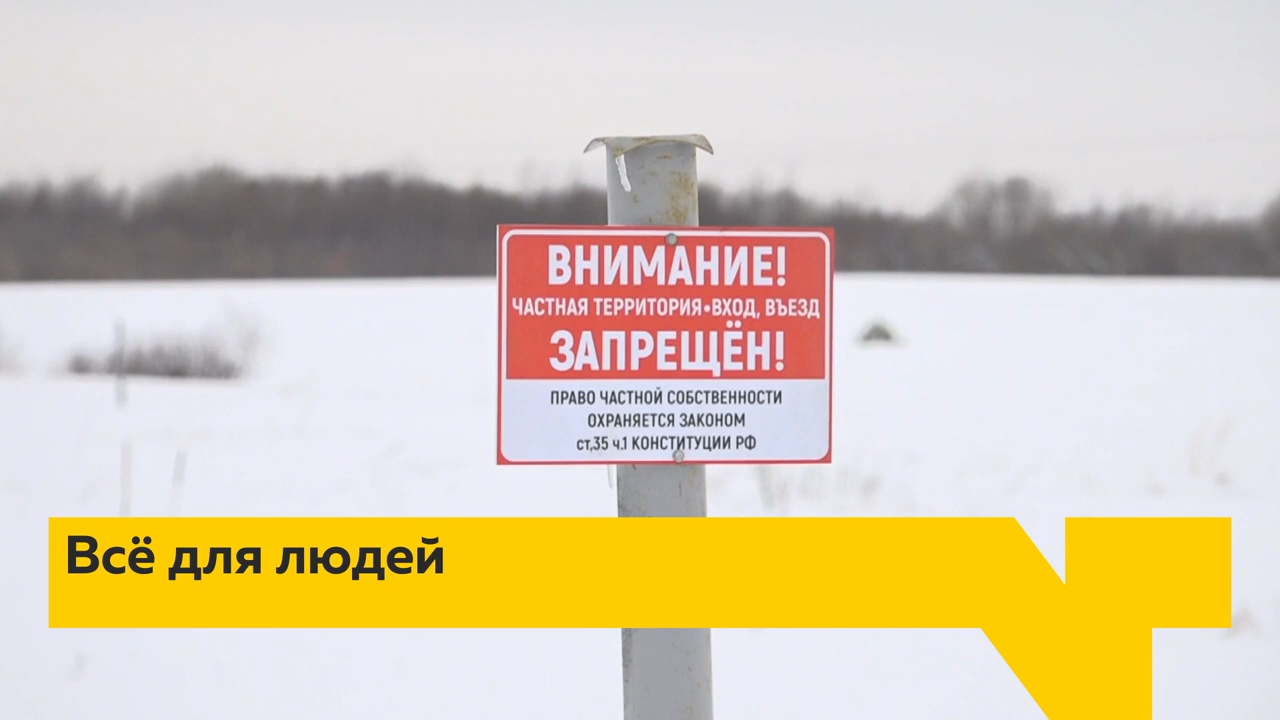 ВНИМАНИЕ!
ЧАСТНАЯ ТЕРРИТОРИЯ•ВХОД, ВЪЕЗД
ЗАПРЕЩЁН!
ПРАВО ЧАСТНОЙ СОБСТВЕННОСТИ
ОХРАНЯЕТСЯ ЗАКОНОМ
ст,35 ч.1 КОНСТИТУЦИИ РФ
Всё для людей